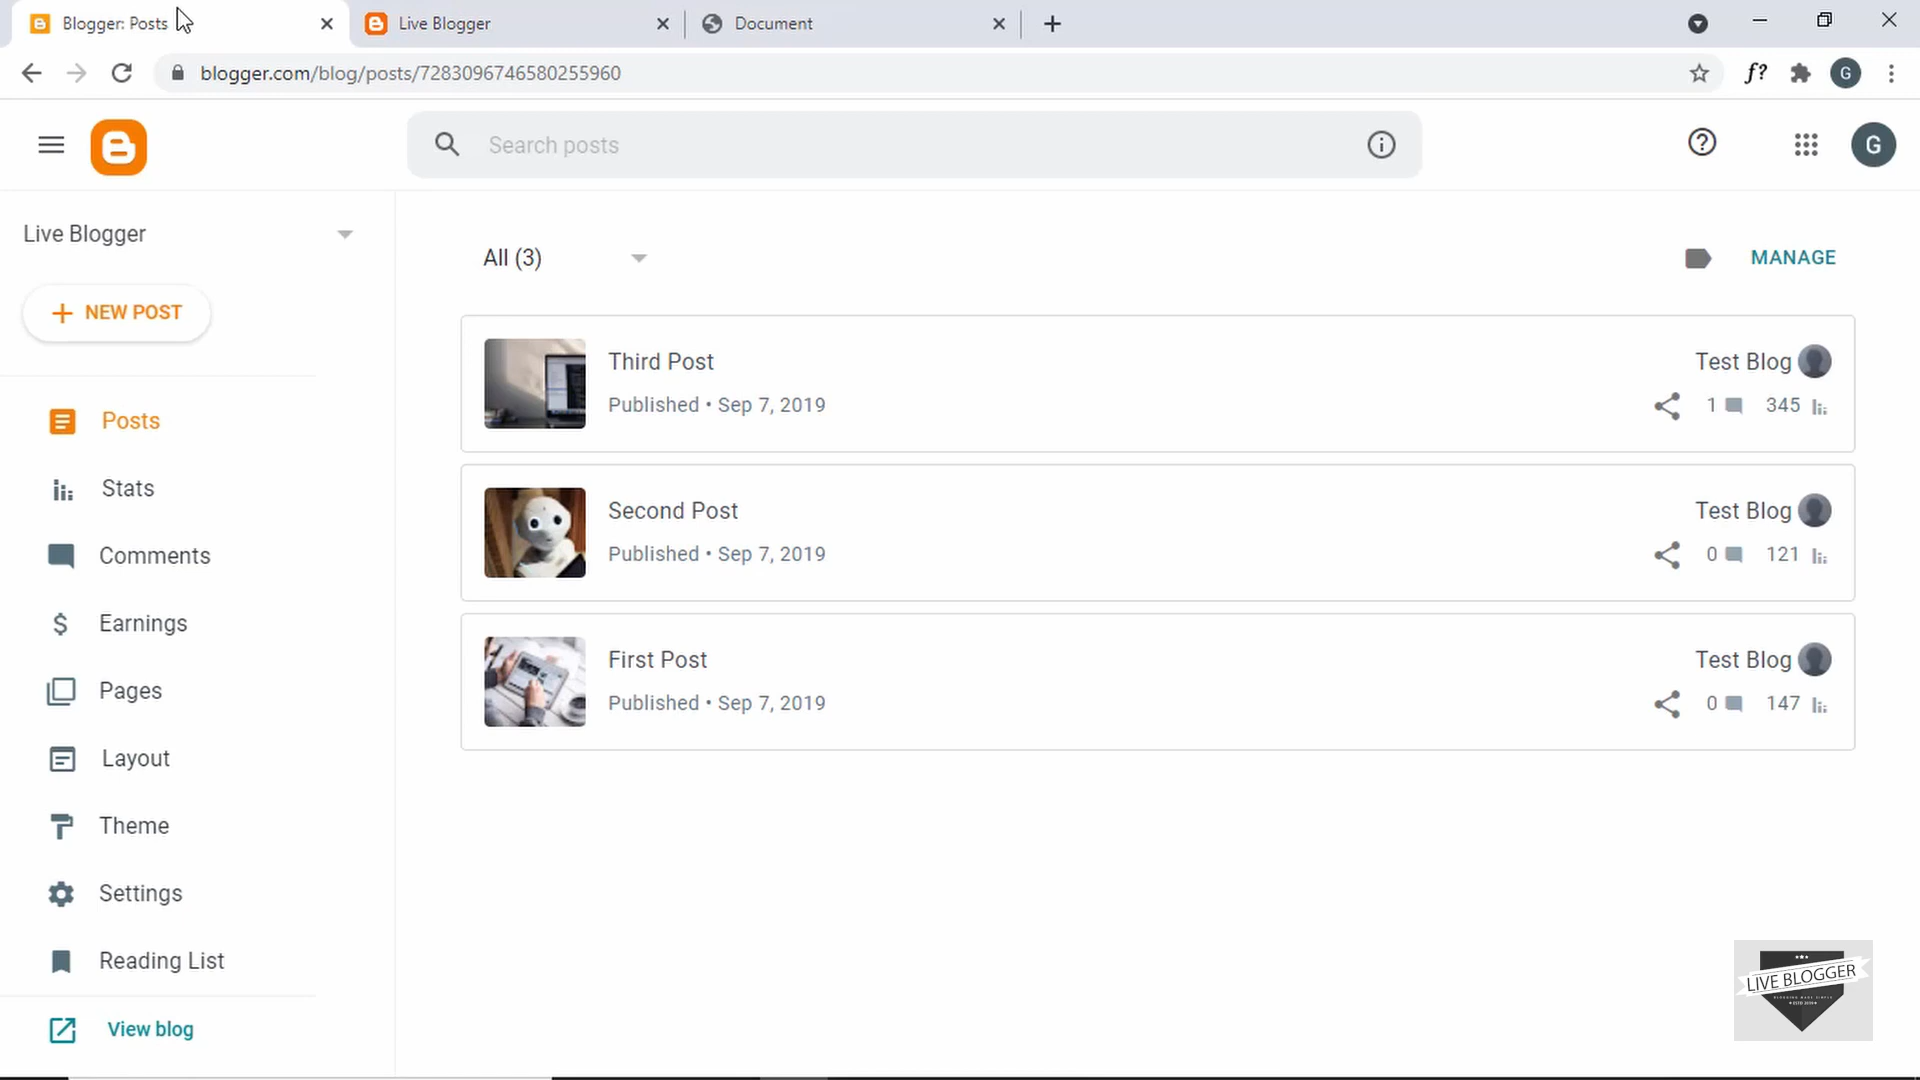 Blogger: Posts
Live Blogger
Document
blogger.com/blog/posts/7283096746580255960
f?
G
Search posts
G
Live Blogger
All (3)
MANAGE
NEW POST
Third Post
Test Blog
Published • Sep 7, 2019
1
345
Posts
Stats
Second Post
Test Blog
Published • Sep 7, 2019
0
121
Comments
Earnings
First Post
Test Blog
Published • Sep 7, 2019
0
147
Pages
Layout
Theme
Settings
Reading List
View blog
LIVE BLOGGER